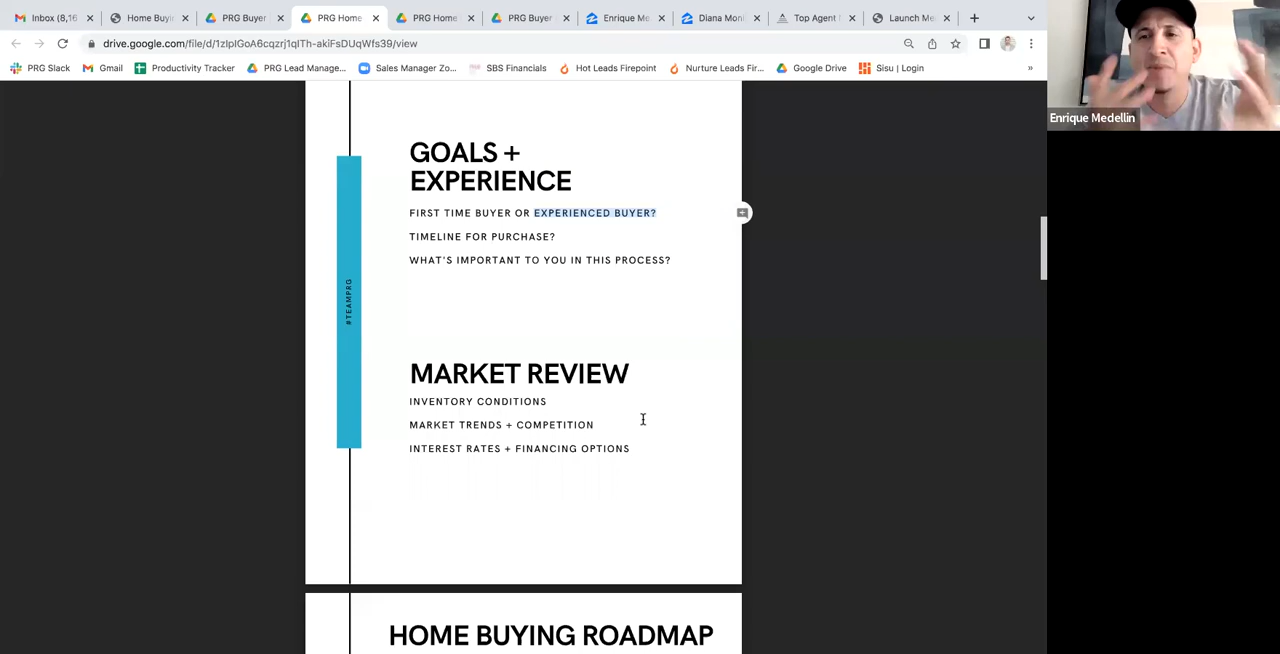 Inbox (8,16
Home Buyi
PRG Buyer
PRG Home
PRG Home
PRG Buyer
Enrique Me
Diana Moni
Top Agent
Launch Me
drive.google.com/file/d/1zIpIGoA6cqzrj1qITh-akiFsDUqWfs39/view
PRG Slack
Gmail
Productivity Tracker
PRG Lead Manage...
Sales Manager Zo...
SBS Financials
Hot Leads Firepoint
Nurture Leads Fir...
Google Drive
Sisu | Login
»
Enrique Medellin
GOALS +
EXPERIENCE
FIRST TIME BUYER OR EXPERIENCED BUYER?
TIMELINE FOR PURCHASE?
WHAT'S IMPORTANT TO YOU IN THIS PROCESS?
#TEAMPRG
MARKET REVIEW
INVENTORY CONDITIONS
MARKET TRENDS + COMPETITION
INTEREST RATES + FINANCING OPTIONS
HOME BUYING ROADMAP